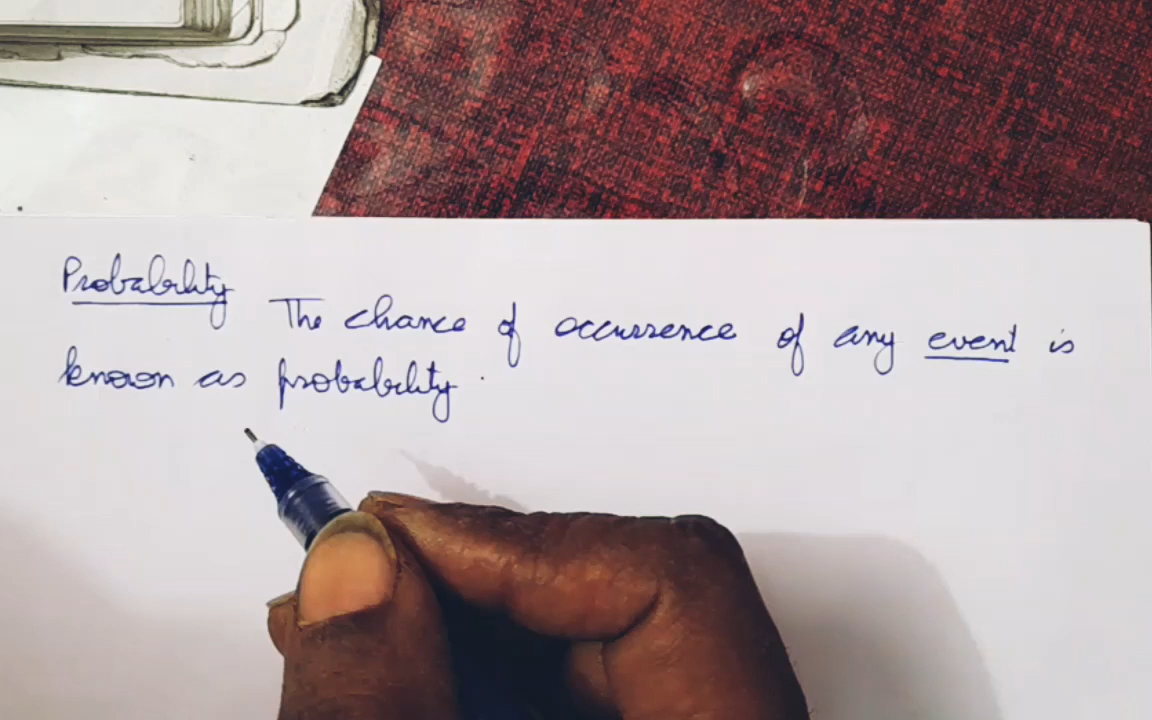 Probability The chance of occurrence of any event is
known as probability.